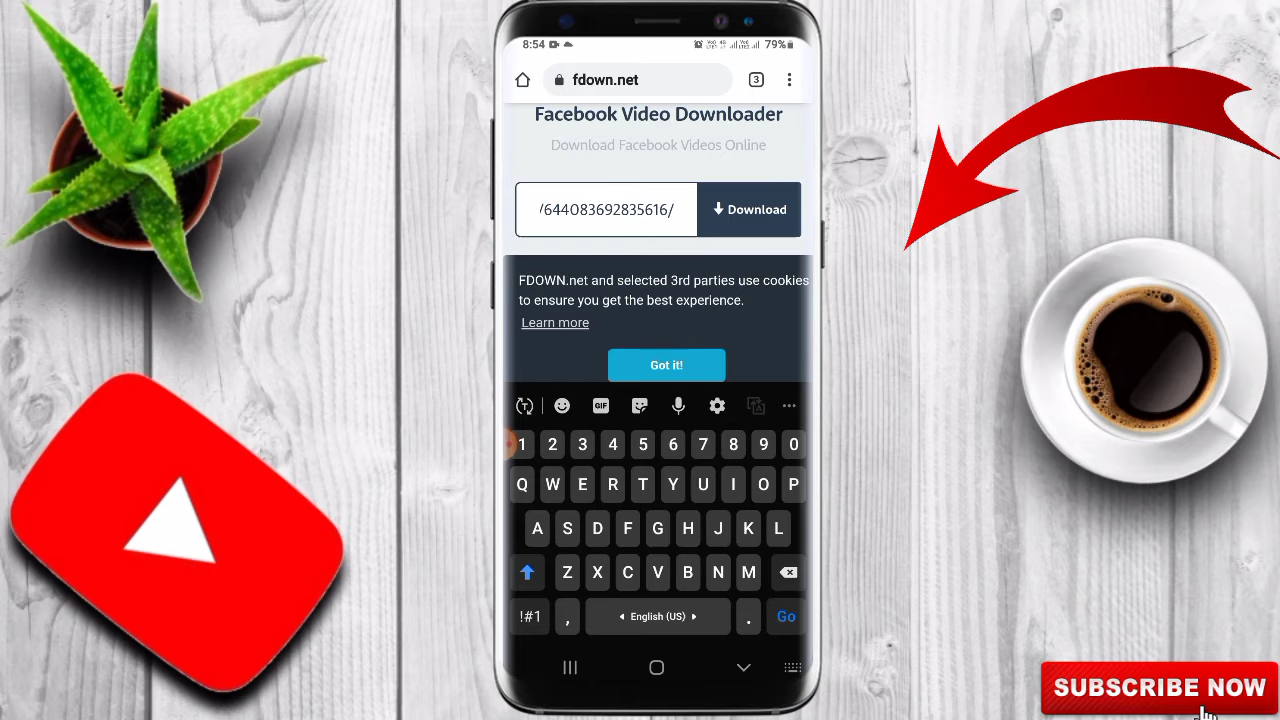 8:54 79%
fdown.net 3
Facebook Video Downloader
Download Facebook Videos Online
/644083692835616/ Download
FDOWN.net and selected 3rd parties use cookies
to ensure you get the best experience.
Learn more
Got it!
GIF
1 2 3 4 5 6 7 8 9 0
Q W E R T Y U I O P
A S D F G H J K L
Z X C V B N M
!#1 , English (US) . Go
SUBSCRIBE NOW